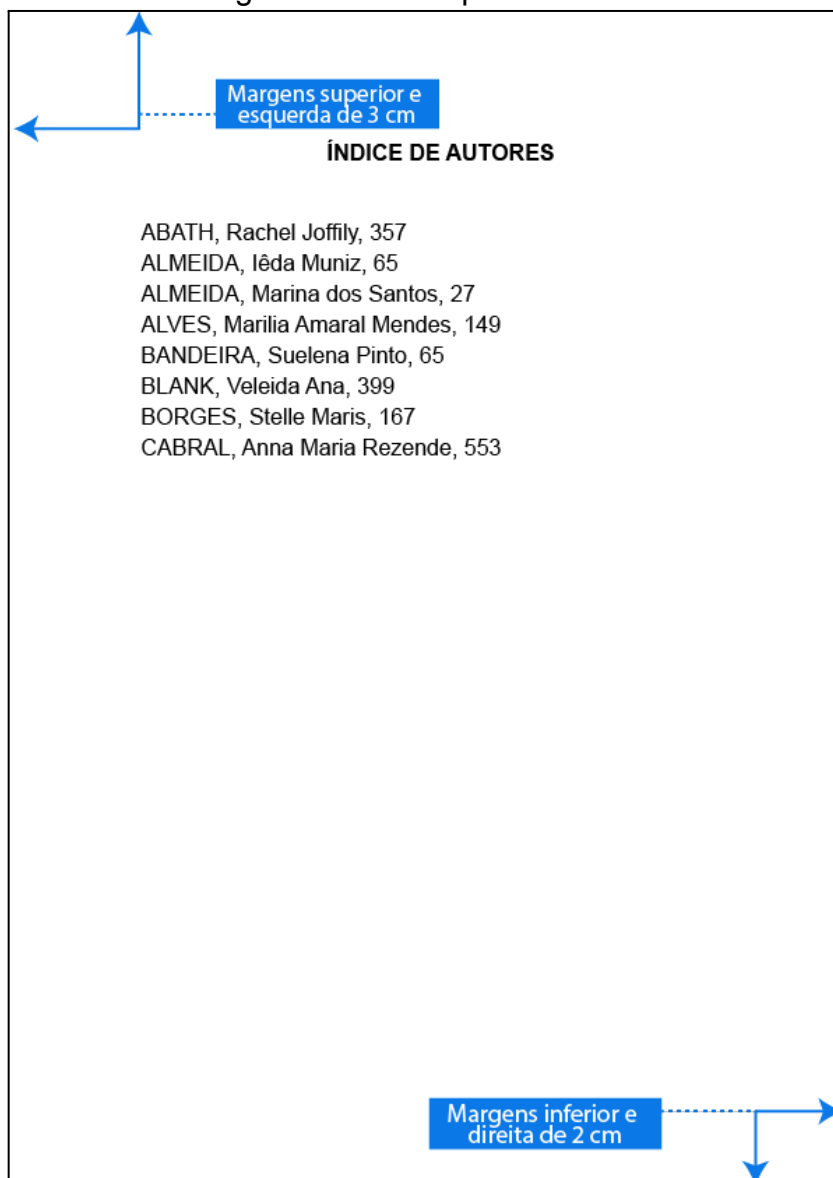 Margens superior e
esquerda de 3 cm
ÍNDICE DE AUTORES
ABATH, Rachel Joffily, 357
ALMEIDA, Iêda Muniz, 65
ALMEIDA, Marina dos Santos, 27
ALVES, Marilia Amaral Mendes, 149
BANDEIRA, Suelena Pinto, 65
BLANK, Veleida Ana, 399
BORGES, Stelle Maris, 167
CABRAL, Anna Maria Rezende, 553
Margens inferior e
direita de 2 cm